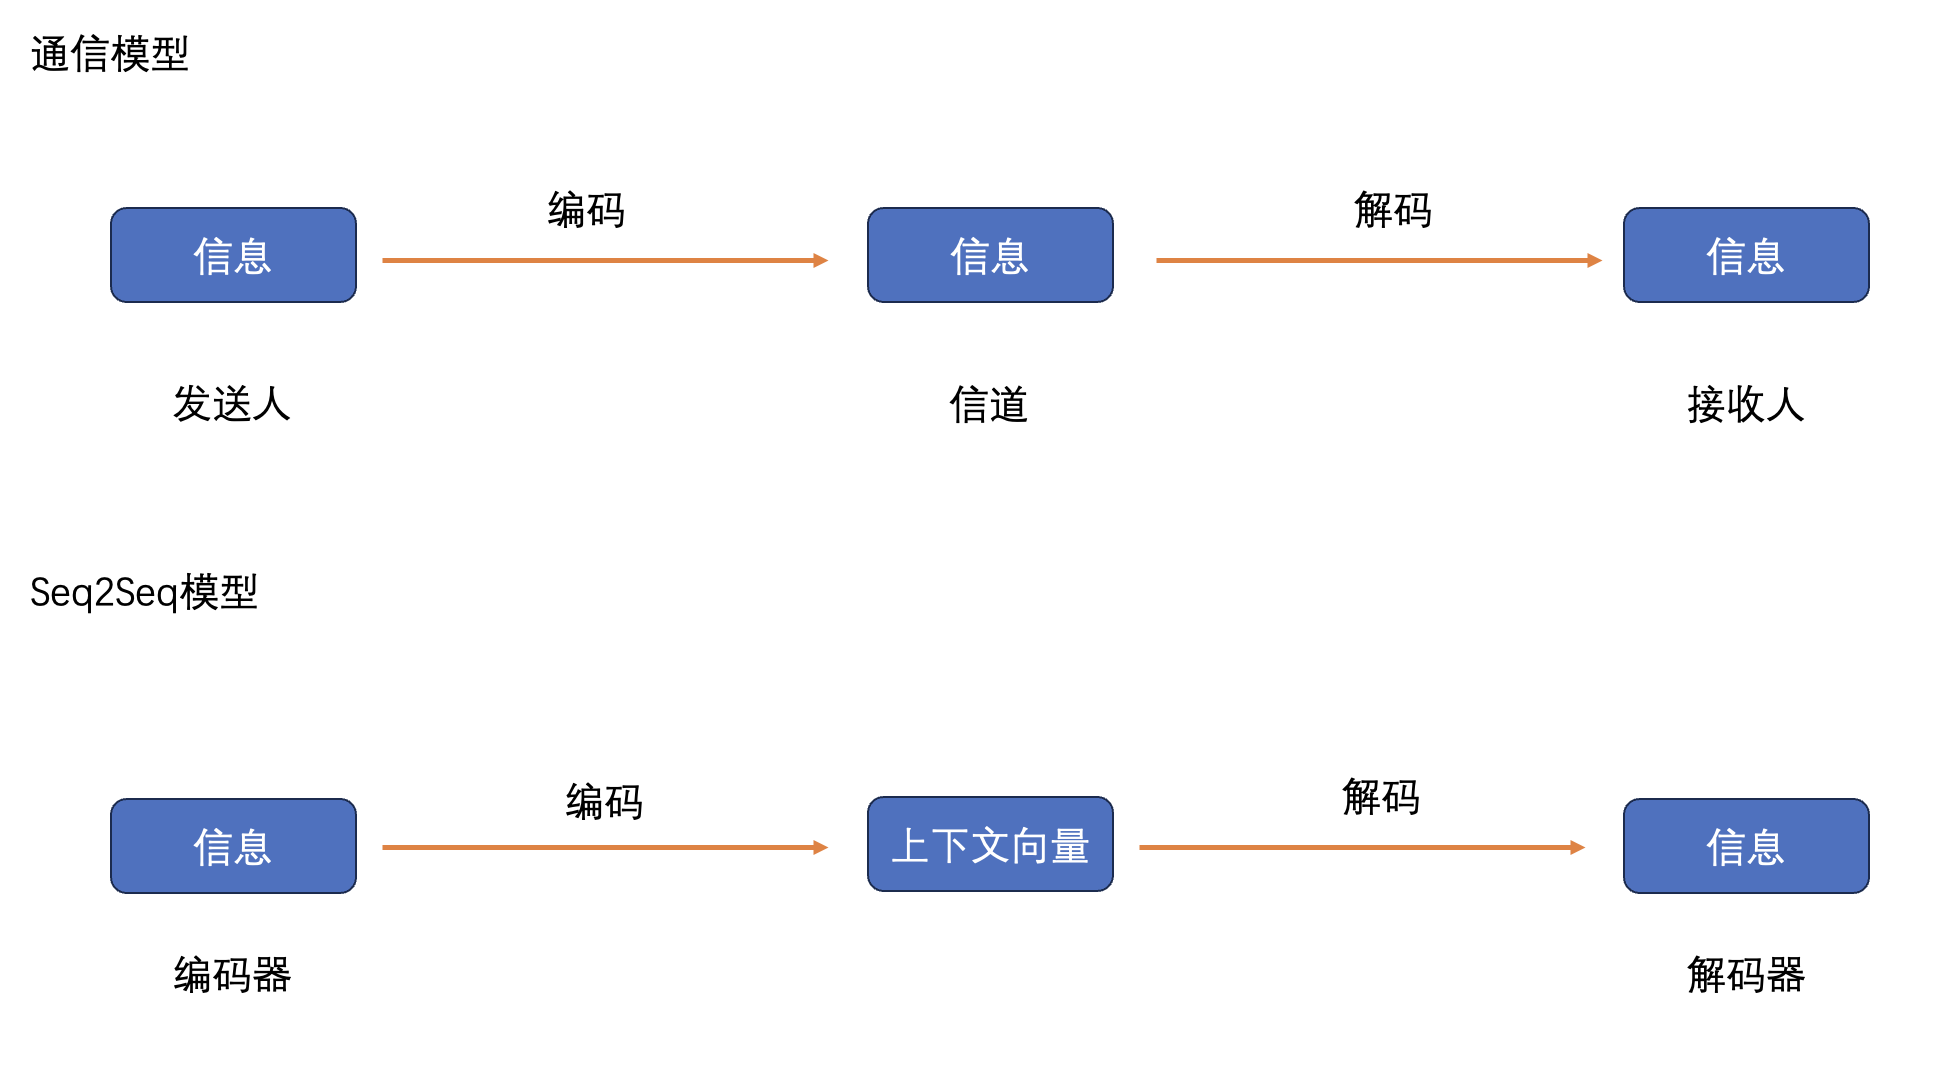 通信模型
编码
解码
信息
信息
信息
发送人
信道
接收人
Seq2Seq模型
编码
解码
信息
上下文向量
信息
编码器
解码器